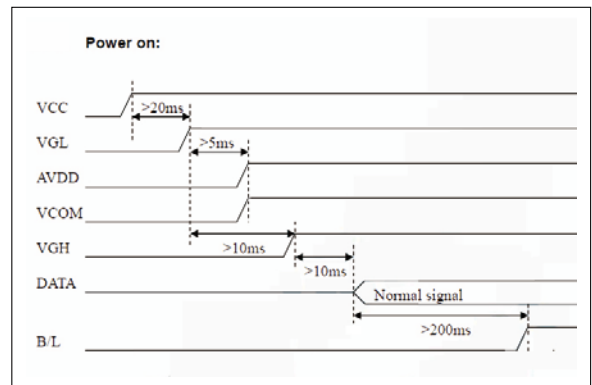 Power on:
VCC
>20ms
VGL
>5ms
AVDD
VCOM
VGH
>10ms
>10ms
DATA
Normal signal
>200ms
B/L